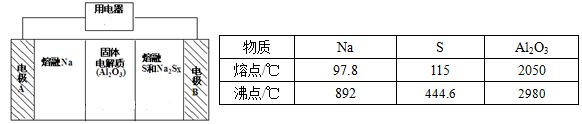 用电器
电极A
熔融Na
固体
电解质
(Al₂O₃)
熔融
S和Na₂Sx
电极B
物质 Na S Al₂O₃
熔点/℃ 97.8 115 2050
沸点/℃ 892 444.6 2980